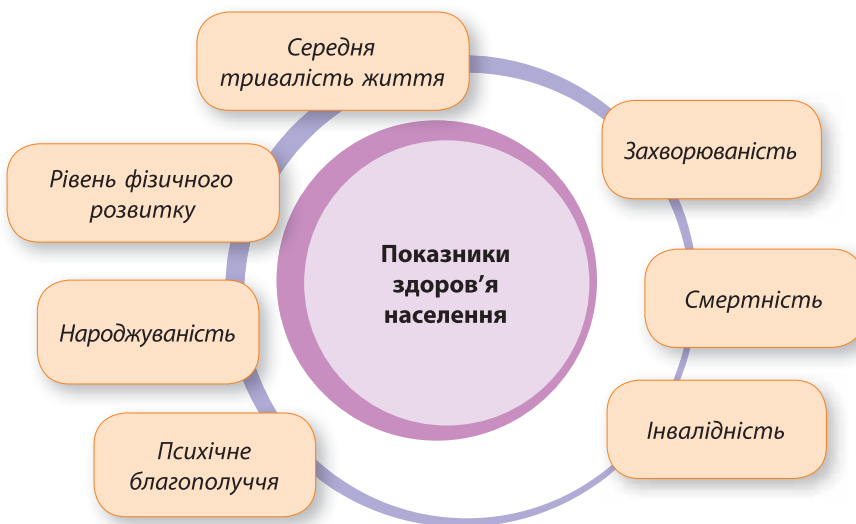 Середня
тривалість життя
Захворюваність
Рівень фізичного
розвитку
Показники
здоров’я
населення
Смертність
Народжуваність
Інвалідність
Психічне
благополуччя